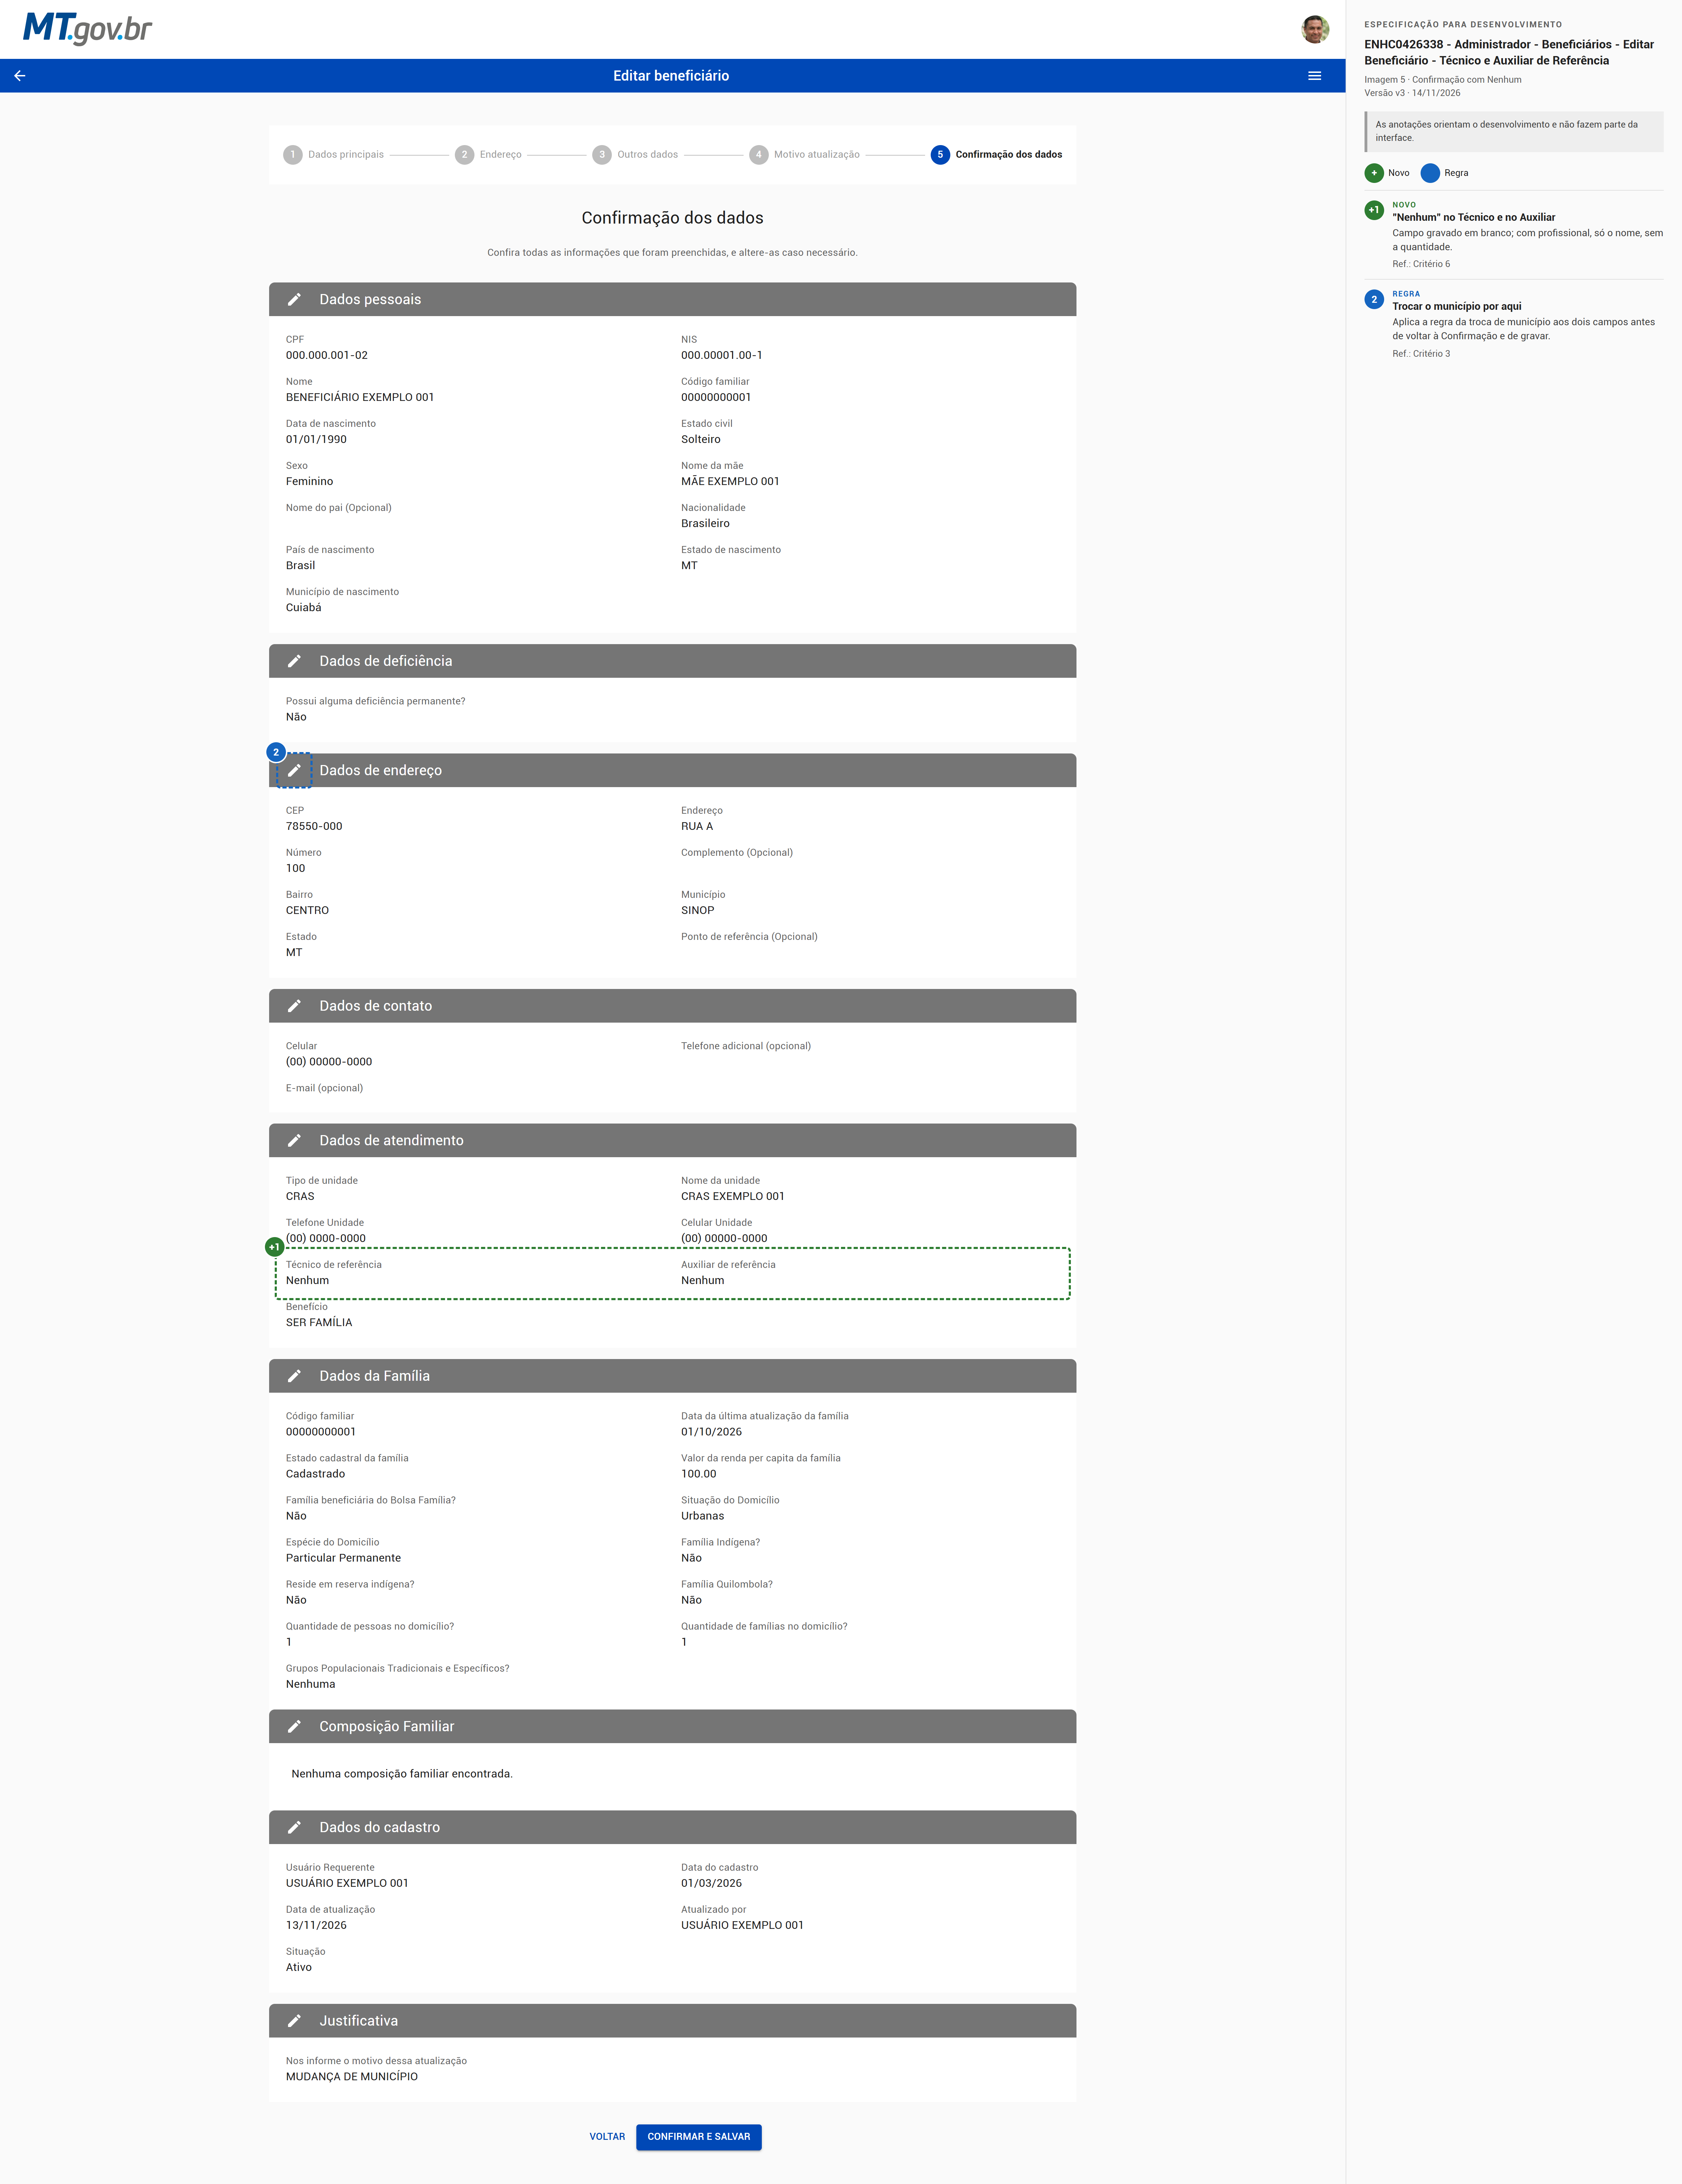 MT.gov.br
Editar beneficiário
1 Dados principais
2 Endereço
3 Outros dados
4 Motivo atualização
5 Confirmação dos dados
Confirmação dos dados
Confira todas as informações que foram preenchidas, e altere-as caso necessário.
Dados pessoais
CPF
000.000.001-02
NIS
000.00001.00-1
Nome
BENEFICIÁRIO EXEMPLO 001
Código familiar
00000000001
Data de nascimento
01/01/1990
Estado civil
Solteiro
Sexo
Feminino
Nome da mãe
MÃE EXEMPLO 001
Nome do pai (Opcional)
Nacionalidade
Brasileiro
País de nascimento
Brasil
Estado de nascimento
MT
Município de nascimento
Cuiabá
Dados de deficiência
Possui alguma deficiência permanente?
Não
2
Dados de endereço
CEP
78550-000
Endereço
RUA A
Número
100
Complemento (Opcional)
Bairro
CENTRO
Município
SINOP
Estado
MT
Ponto de referência (Opcional)
Dados de contato
Celular
(00) 00000-0000
Telefone adicional (opcional)
E-mail (opcional)
Dados de atendimento
Tipo de unidade
CRAS
Nome da unidade
CRAS EXEMPLO 001
Telefone Unidade
(00) 0000-0000
Celular Unidade
(00) 00000-0000
+1
Técnico de referência
Nenhum
Auxiliar de referência
Nenhum
Benefício
SER FAMÍLIA
Dados da Família
Código familiar
00000000001
Data da última atualização da família
01/10/2026
Estado cadastral da família
Cadastrado
Valor da renda per capita da família
100.00
Família beneficiária do Bolsa Família?
Não
Situação do Domicílio
Urbanas
Espécie do Domicílio
Particular Permanente
Família Indígena?
Não
Reside em reserva indígena?
Não
Família Quilombola?
Não
Quantidade de pessoas no domicílio?
1
Quantidade de famílias no domicílio?
1
Grupos Populacionais Tradicionais e Específicos?
Nenhuma
Composição Familiar
Nenhuma composição familiar encontrada.
Dados do cadastro
Usuário Requerente
USUÁRIO EXEMPLO 001
Data do cadastro
01/03/2026
Data de atualização
13/11/2026
Atualizado por
USUÁRIO EXEMPLO 001
Situação
Ativo
Justificativa
Nos informe o motivo dessa atualização
MUDANÇA DE MUNICÍPIO
VOLTAR
CONFIRMAR E SALVAR
ESPECIFICAÇÃO PARA DESENVOLVIMENTO
ENHC0426338 - Administrador - Beneficiários - Editar
Beneficiário - Técnico e Auxiliar de Referência
Imagem 5 · Confirmação com Nenhum
Versão v3 · 14/11/2026
As anotações orientam o desenvolvimento e não fazem parte da
interface.
+ Novo
Regra
+1 NOVO
"Nenhum" no Técnico e no Auxiliar
Campo gravado em branco; com profissional, só o nome, sem
a quantidade.
Ref.: Critério 6
2 REGRA
Trocar o município por aqui
Aplica a regra da troca de município aos dois campos antes
de voltar à Confirmação e de gravar.
Ref.: Critério 3